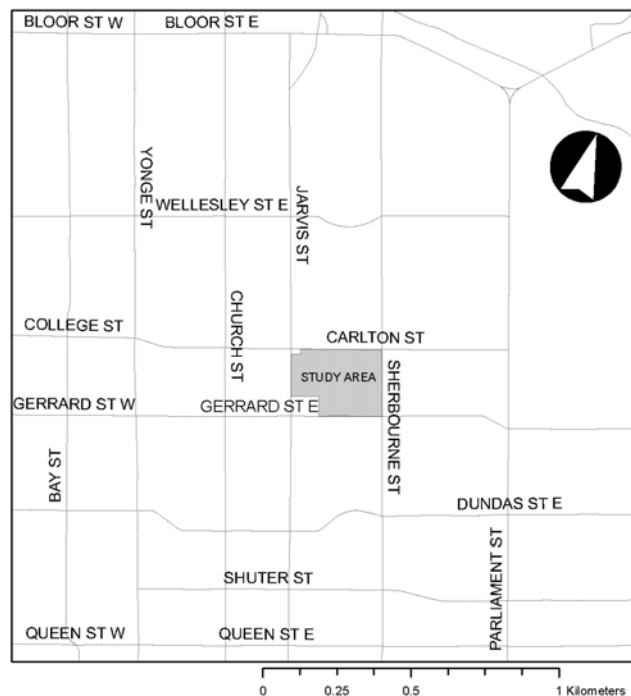 BLOOR ST W
BLOOR ST E
YONGE ST
WELLESLEY ST E
JARVIS ST
CHURCH ST
COLLEGE ST
CARLTON ST
STUDY AREA
SHERBOURNE ST
GERRARD ST W
GERRARD ST E
BAY ST
DUNDAS ST E
PARLIAMENT ST
SHUTER ST
QUEEN ST W
QUEEN ST E
0 0.25 0.5 1 Kilometers